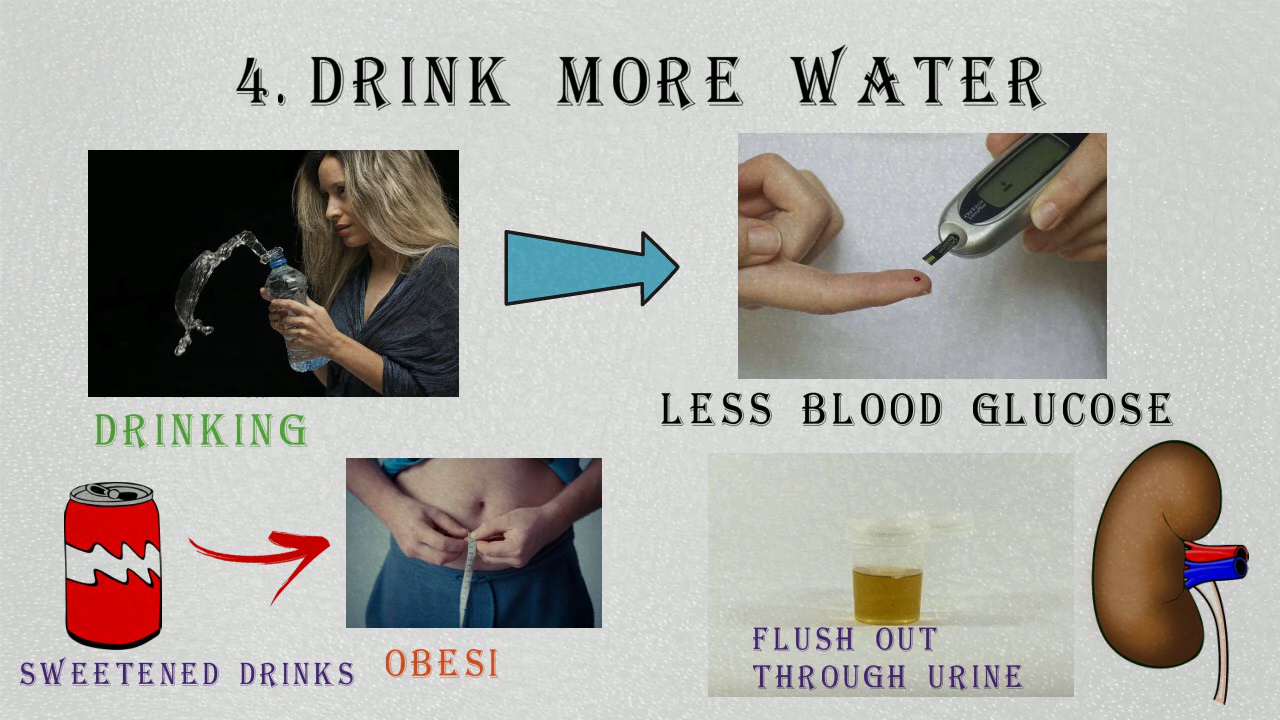 4. DRINK MORE WATER
DRINKING
LESS BLOOD GLUCOSE
SWEETENED DRINKS
OBESI
FLUSH OUT
THROUGH URINE